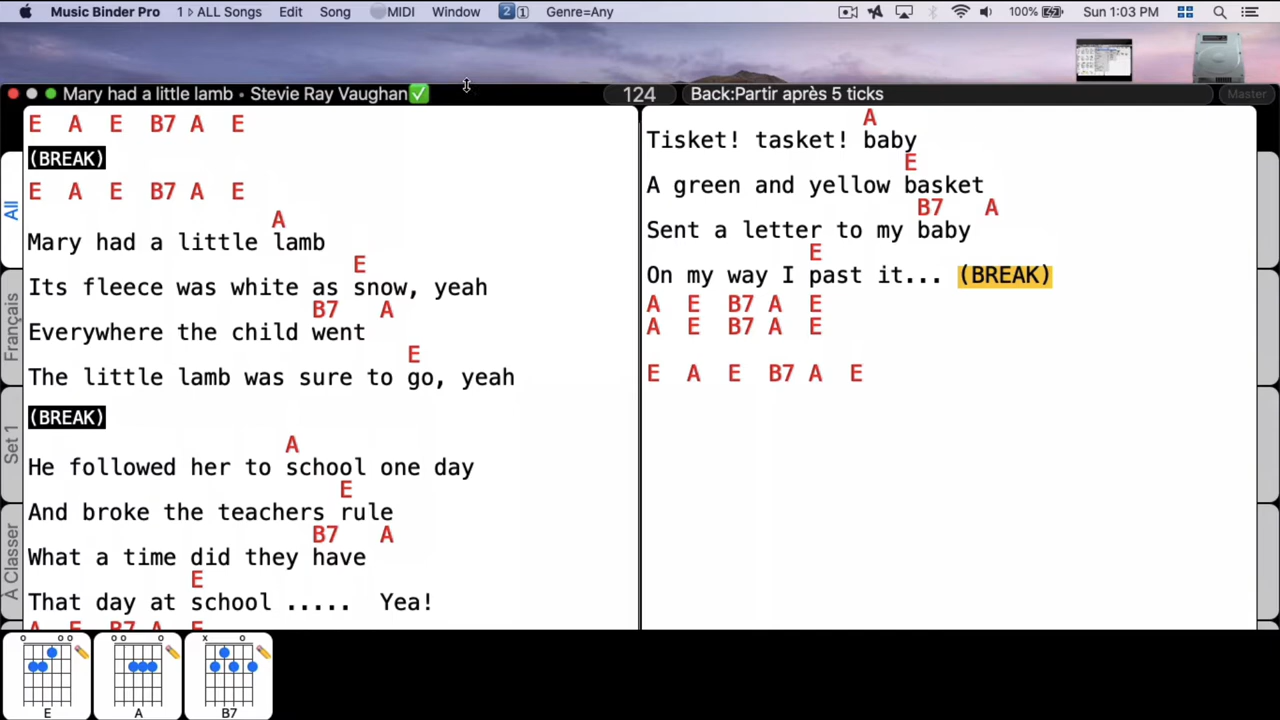 Music Binder Pro 1 ▹ ALL Songs Edit Song MIDI Window 2 1 Genre=Any 100% Sun 1:03 PM
Mary had a little lamb • Stevie Ray Vaughan✅ 124 Back:Partir après 5 ticks Master
All
Français
Set 1
À Classer
E A E B7 A E
(BREAK)
E A E B7 A E
A
Mary had a little lamb
E
Its fleece was white as snow, yeah
B7 A
Everywhere the child went
E
The little lamb was sure to go, yeah
(BREAK)
A
He followed her to school one day
E
And broke the teachers rule
B7 A
What a time did they have
E
That day at school ..... Yea!
A E B7 A E
A
Tisket! tasket! baby
E
A green and yellow basket
B7 A
Sent a letter to my baby
E
On my way I past it... (BREAK)
A E B7 A E
A E B7 A E
E A E B7 A E
o o o
E
o o o
A
x o
B7